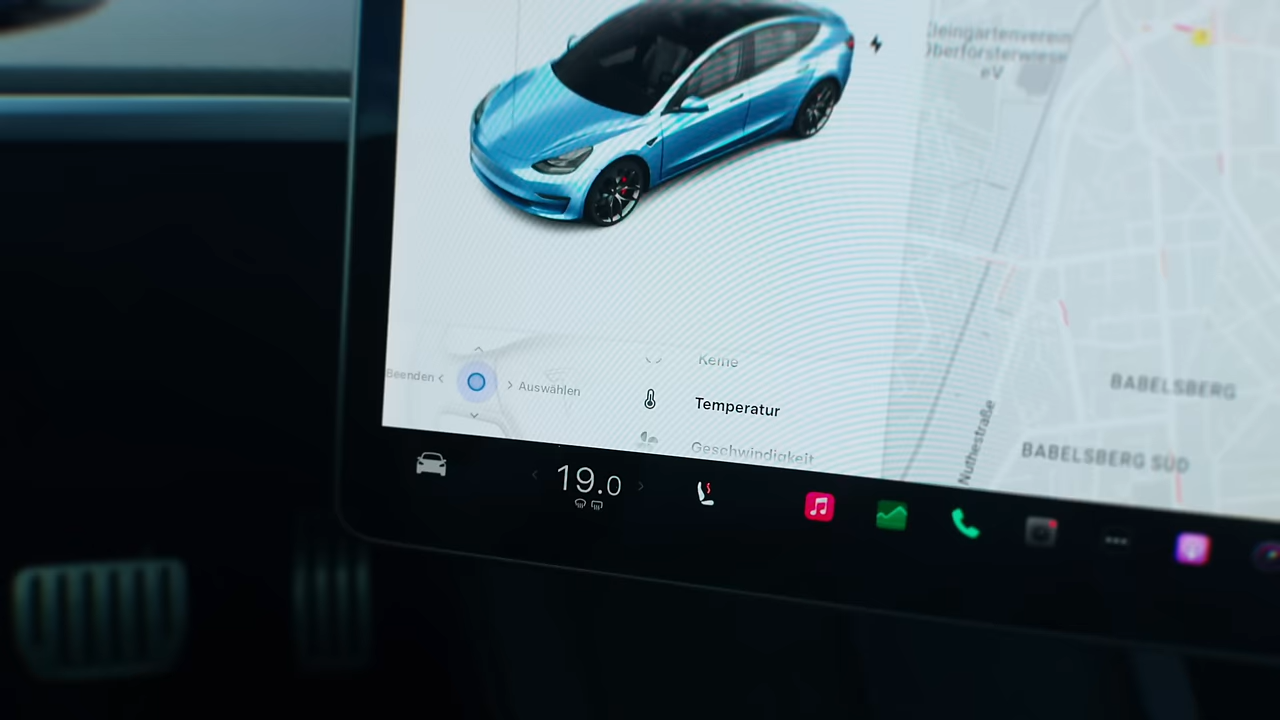 Kleingartenverein
Oberförsterwiese
eV
Keine
Beenden
Auswählen
Temperatur
Geschwindigkeit
19.0
BABELSBERG
BABELSBERG SÜD
Nuthestraße